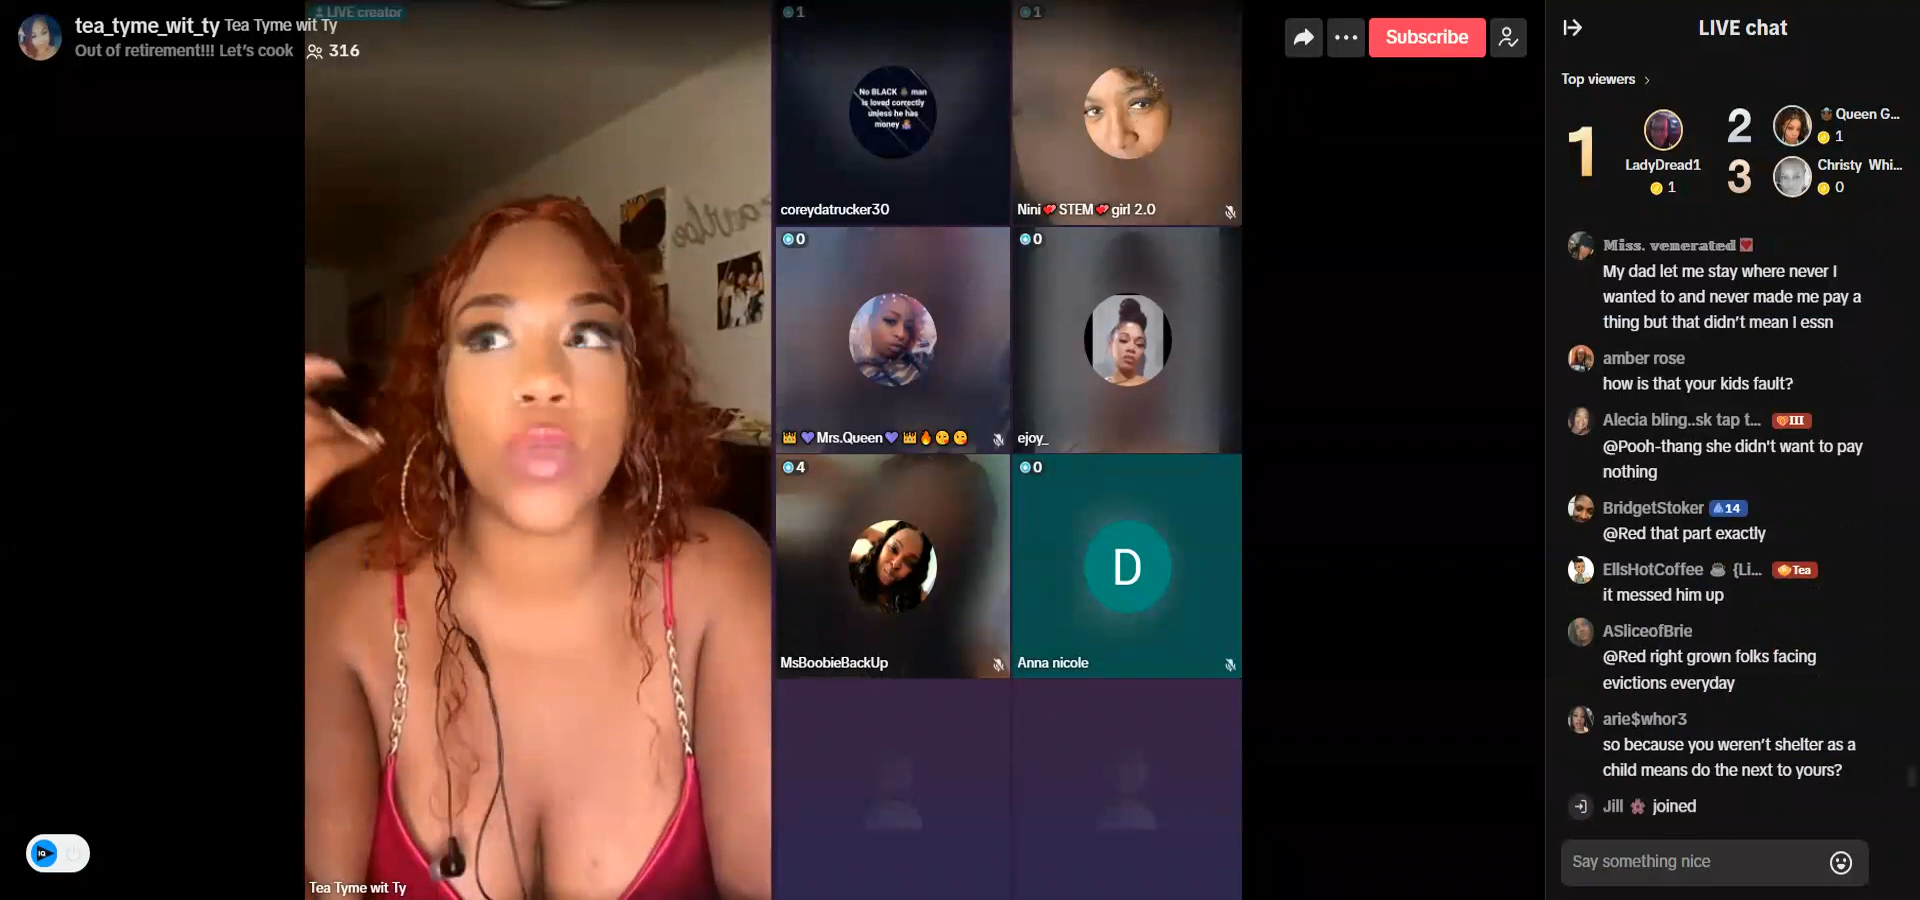 tea_tyme_wit_ty Tea Tyme wit Ty
Out of retirement!!! Let's cook
LIVE creator
316
1
No BLACK man
is loved correctly
unless he has
money
coreydatrucker30
1
Nini STEM girl 2.0
0
Mrs.Queen
0
ejoy_
4
MsBoobieBackUp
0
D
Anna nicole
Tea Tyme wit Ty
Subscribe
LIVE chat
Top viewers
1
LadyDread1
1
2
Queen G...
1
3
Christy Whi...
0
Miss. venerated
My dad let me stay where never I
wanted to and never made me pay a
thing but that didn't mean I essn
amber rose
how is that your kids fault?
Alecia bling..sk tap t... III
@Pooh-thang she didn't want to pay
nothing
BridgetStoker 14
@Red that part exactly
EllsHotCoffee {Li... Tea
it messed him up
ASliceofBrie
@Red right grown folks facing
evictions everyday
arie$whor3
so because you weren't shelter as a
child means do the next to yours?
Jill joined
Say something nice